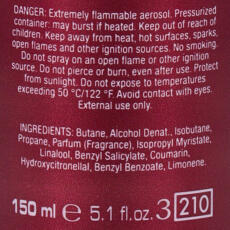 DANGER: Extremely flammable aerosol. Pressurized
container: may burst if heated. Keep out of reach of
children. Keep away from heat, hot surfaces, sparks,
open flames and other ignition sources. No smoking.
Do not spray on an open flame or other ignition
source. Do not pierce or burn, even after use. Protect
from sunlight. Do not expose to temperatures
exceeding 50 °C/122 °F. Avoid contact with eyes.
External use only.
INGREDIENTS: Butane, Alcohol Denat., Isobutane,
Propane, Parfum (Fragrance), Isopropyl Myristate,
Linalool, Benzyl Salicylate, Coumarin,
Hydroxycitronellal, Benzyl Benzoate, Limonene.
150 ml e 5.1 fl.oz. 3 210